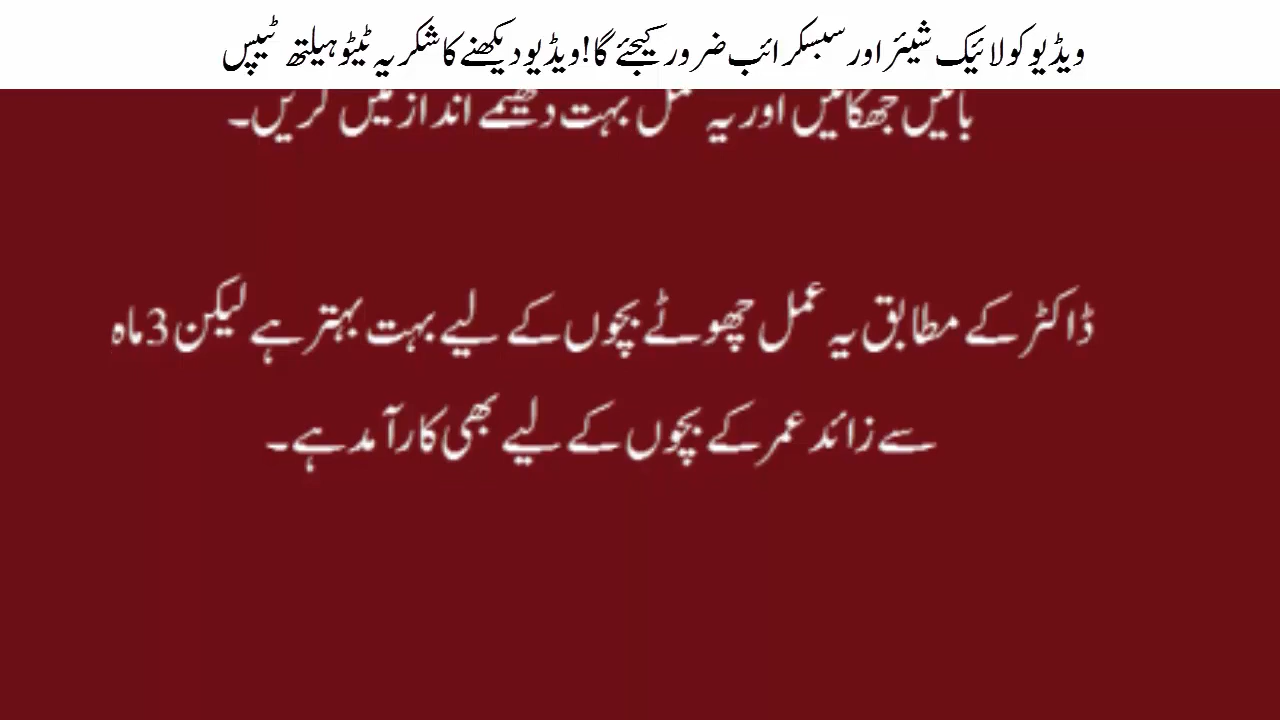 ویڈیو کو لائیک شیئر اور سبسکرائب ضرور کیجئے گا! ویڈیو دیکھنے کا شکریہ ٹیٹو ہیلتھ ٹیپس
بائیں جھکائیں اور یہ عمل بہت دھیمے انداز میں کریں۔
ڈاکٹر کے مطابق یہ عمل چھوٹے بچوں کے لیے بہت بہتر ہے لیکن 3 ماہ
سے زائد عمر کے بچوں کے لیے بھی کارآمد ہے۔